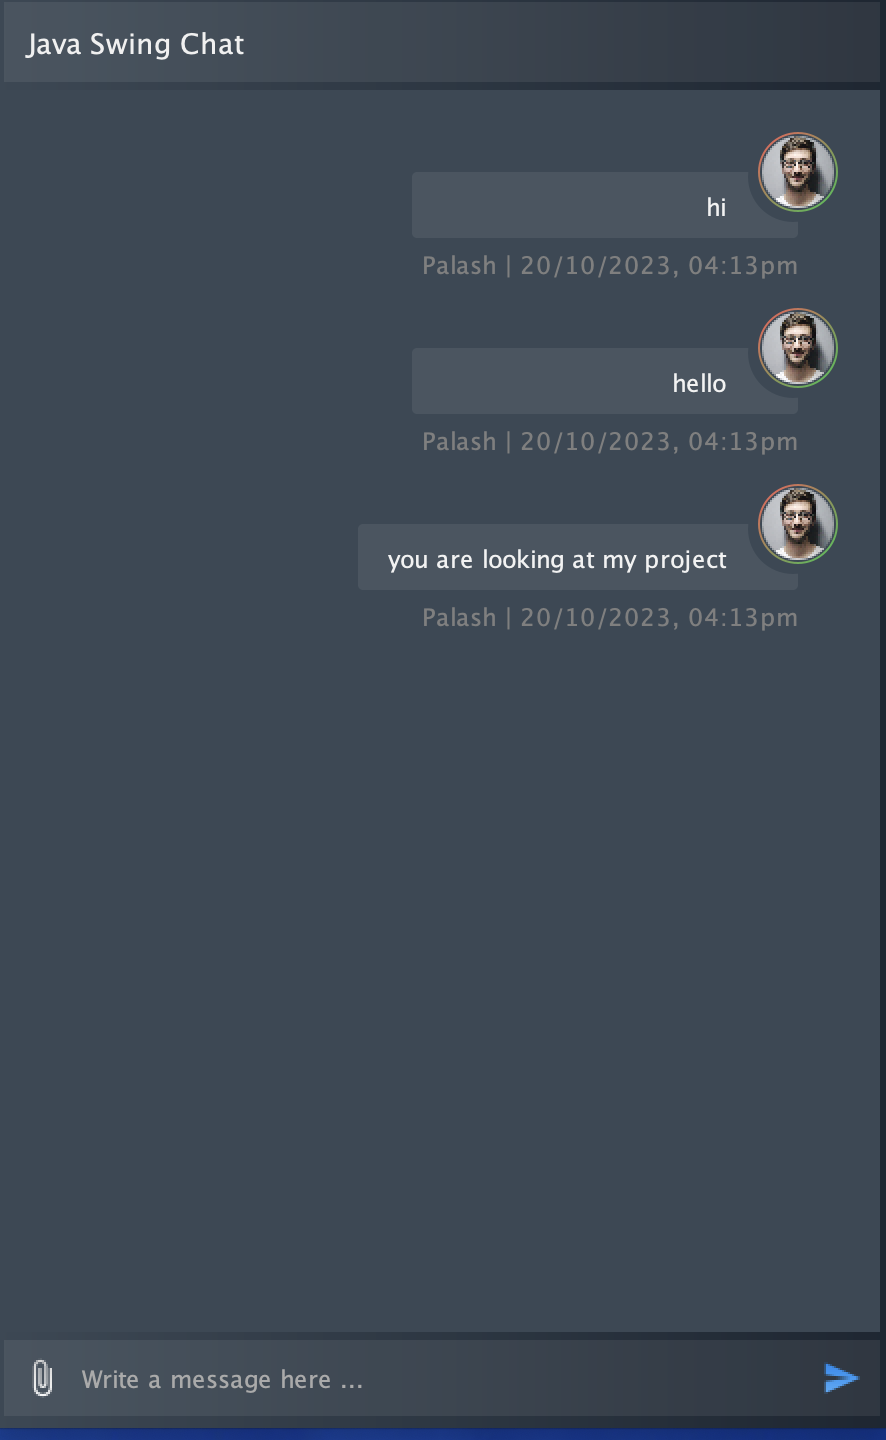 Java Swing Chat
hi
Palash | 20/10/2023, 04:13pm
hello
Palash | 20/10/2023, 04:13pm
you are looking at my project
Palash | 20/10/2023, 04:13pm
Write a message here ...